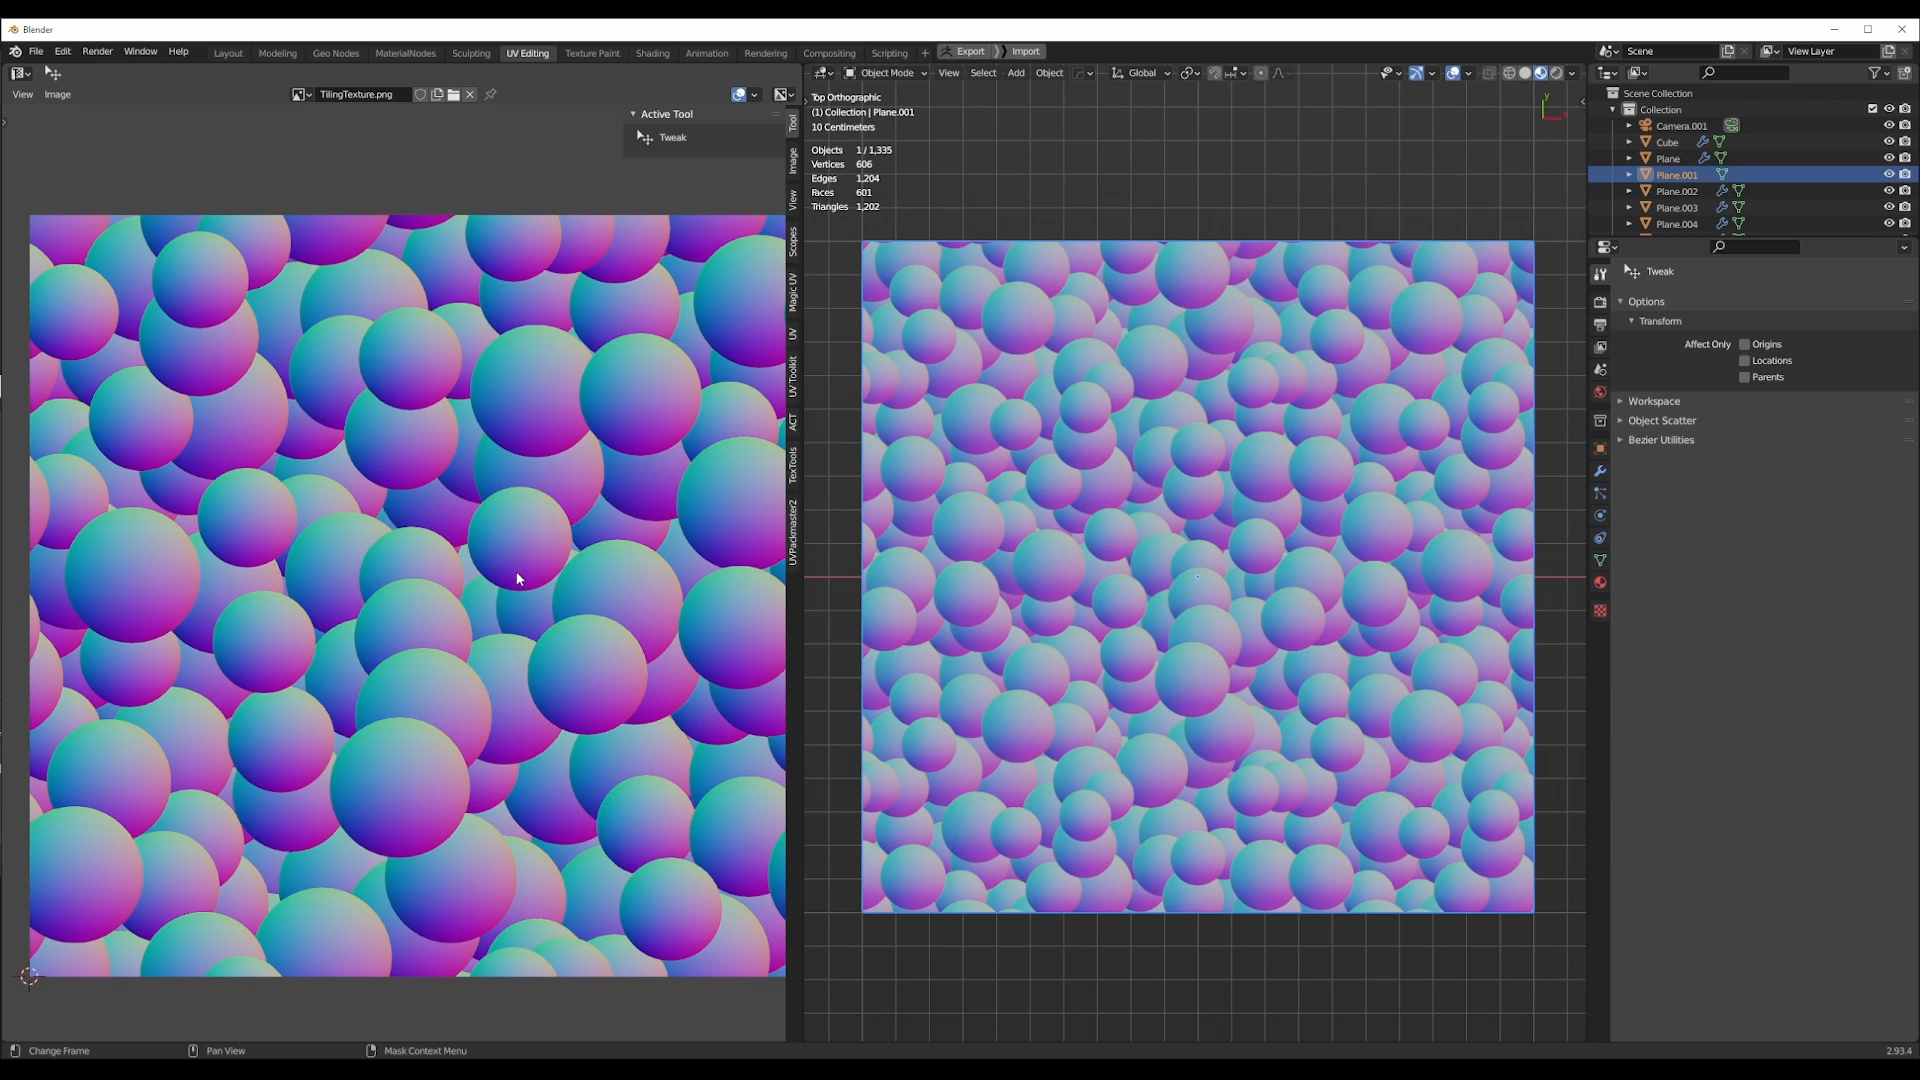 Blender
File Edit Render Window Help
Layout Modeling Geo Nodes MaterialNodes Sculpting UV Editing Texture Paint Shading Animation Rendering Compositing Scripting + Export Import
Scene View Layer
Object Mode View Select Add Object Global
View Image TilingTexture.png
Active Tool
Tweak
Tool
Image
View
Scopes
Magic UV
UV
UV Toolkit
ACT
TexTools
UVPackmaster2
Top Orthographic
(1) Collection | Plane.001
10 Centimeters
Objects 1/1,335
Vertices 606
Edges 1,204
Faces 601
Triangles 1,202
Y
Scene Collection
Collection
Camera.001
Cube
Plane
Plane.001
Plane.002
Plane.003
Plane.004
Tweak
Options
Transform
Affect Only Origins
Locations
Parents
Workspace
Object Scatter
Bezier Utilities
Change Frame Pan View Mask Context Menu 2.93.4